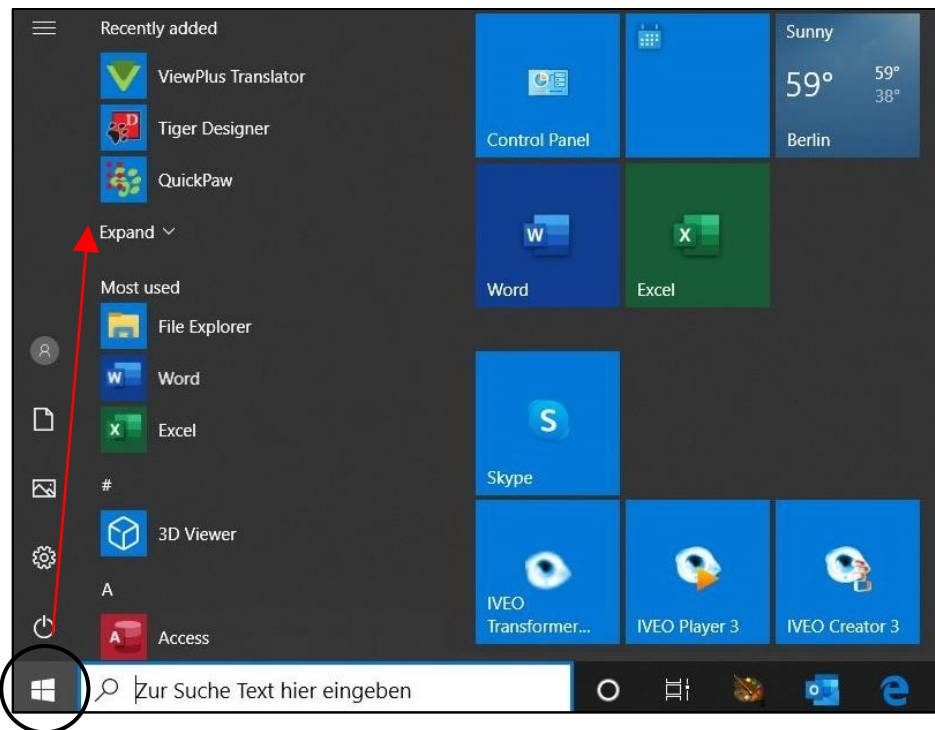 Recently added
ViewPlus Translator
Tiger Designer
QuickPaw
Expand
Most used
File Explorer
Word
Excel
#
3D Viewer
A
Access
Control Panel
Sunny
59° 59°
38°
Berlin
Word
Excel
Skype
IVEO
Transformer...
IVEO Player 3
IVEO Creator 3
Zur Suche Text hier eingeben